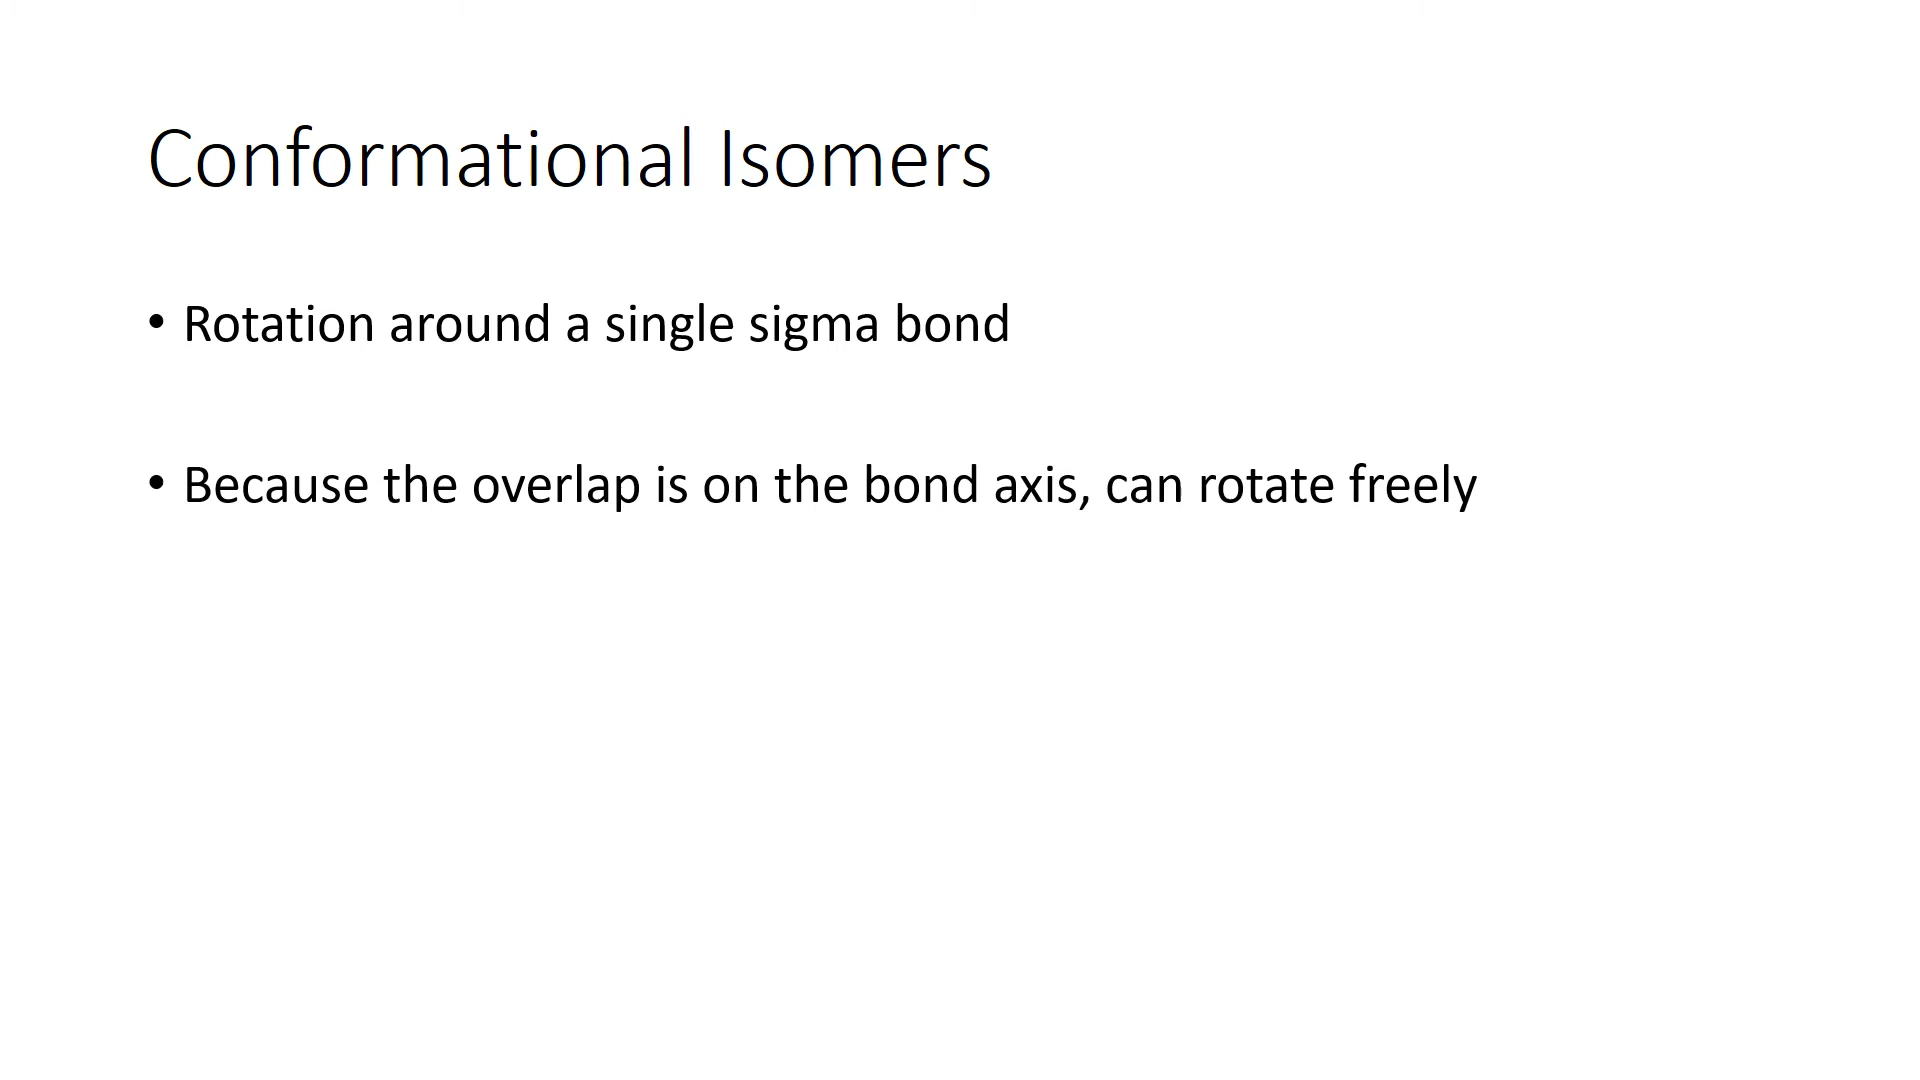 Conformational Isomers
• Rotation around a single sigma bond
• Because the overlap is on the bond axis, can rotate freely